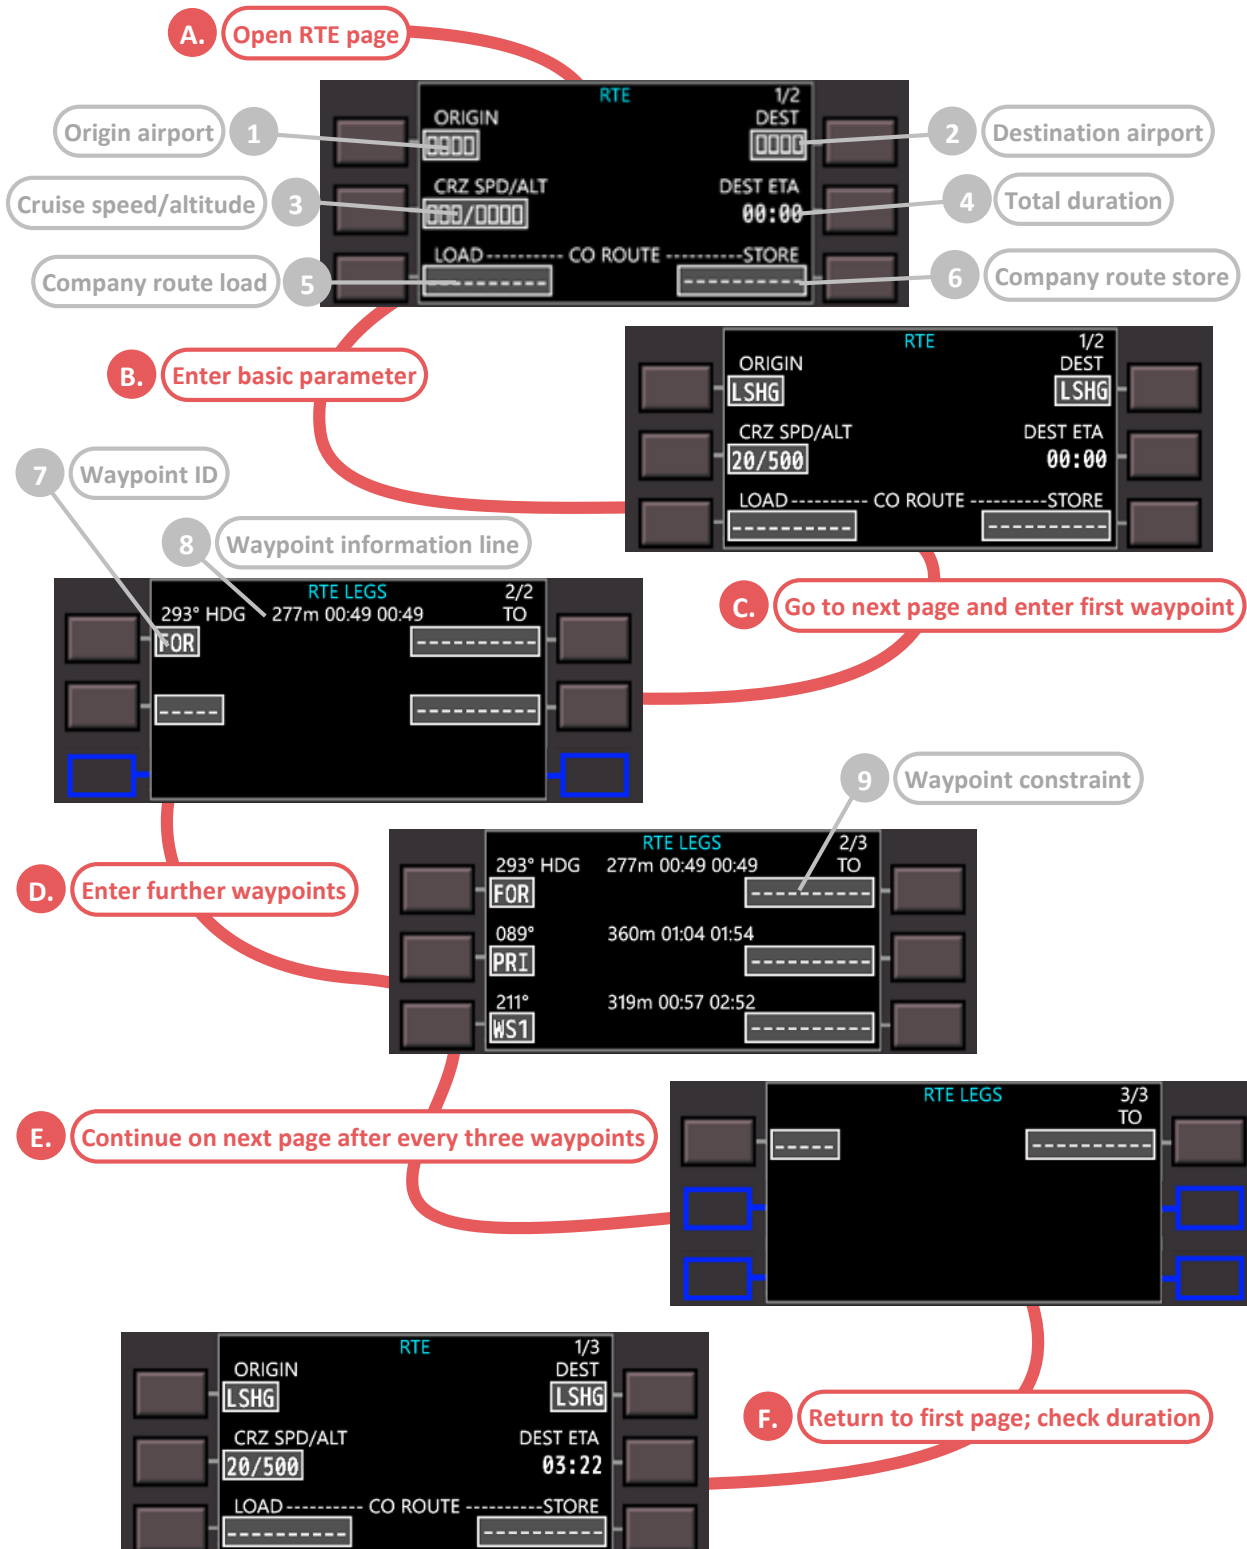 A. Open RTE page
RTE 1/2
ORIGIN DEST
Origin airport 1 ▯▯▯▯ ▯▯▯▯ 2 Destination airport
CRZ SPD/ALT DEST ETA
Cruise speed/altitude 3 ▯▯▯/▯▯▯▯ 00:00 4 Total duration
LOAD---------- CO ROUTE ----------STORE
Company route load 5 ---------- ---------- 6 Company route store
B. Enter basic parameter
RTE 1/2
ORIGIN DEST
LSHG LSHG
CRZ SPD/ALT DEST ETA
20/500 00:00
LOAD---------- CO ROUTE ----------STORE
---------- ----------
7 Waypoint ID
8 Waypoint information line
C. Go to next page and enter first waypoint
RTE LEGS 2/2
293° HDG 277m 00:49 00:49 TO
FOR ----------
----- ----------
9 Waypoint constraint
D. Enter further waypoints
RTE LEGS 2/3
293° HDG 277m 00:49 00:49 TO
FOR ----------
089° 360m 01:04 01:54
PRI ----------
211° 319m 00:57 02:52
WS1 ----------
E. Continue on next page after every three waypoints
RTE LEGS 3/3
TO
----- ----------
F. Return to first page; check duration
RTE 1/3
ORIGIN DEST
LSHG LSHG
CRZ SPD/ALT DEST ETA
20/500 03:22
LOAD---------- CO ROUTE ----------STORE
---------- ----------